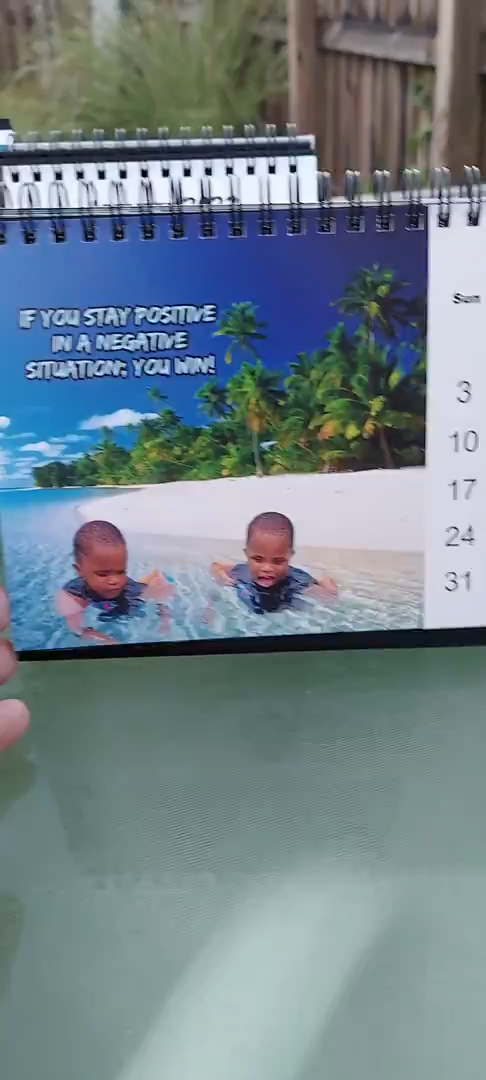 IF YOU STAY POSITIVE
IN A NEGATIVE
SITUATION; YOU WIN!
Sun
3
10
17
24
31